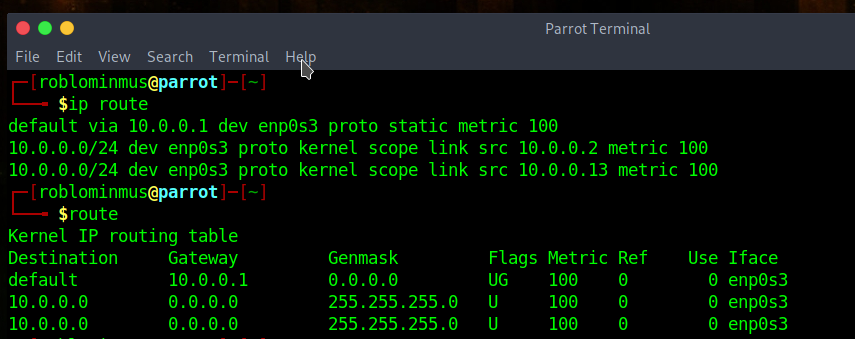 Parrot Terminal
File Edit View Search Terminal Help
┌─[roblominmus@parrot]─[~]
└──╼ $ip route
default via 10.0.0.1 dev enp0s3 proto static metric 100
10.0.0.0/24 dev enp0s3 proto kernel scope link src 10.0.0.2 metric 100
10.0.0.0/24 dev enp0s3 proto kernel scope link src 10.0.0.13 metric 100
┌─[roblominmus@parrot]─[~]
└──╼ $route
Kernel IP routing table
Destination     Gateway         Genmask         Flags Metric Ref    Use Iface
default         10.0.0.1        0.0.0.0         UG    100    0        0 enp0s3
10.0.0.0        0.0.0.0         255.255.255.0   U     100    0        0 enp0s3
10.0.0.0        0.0.0.0         255.255.255.0   U     100    0        0 enp0s3